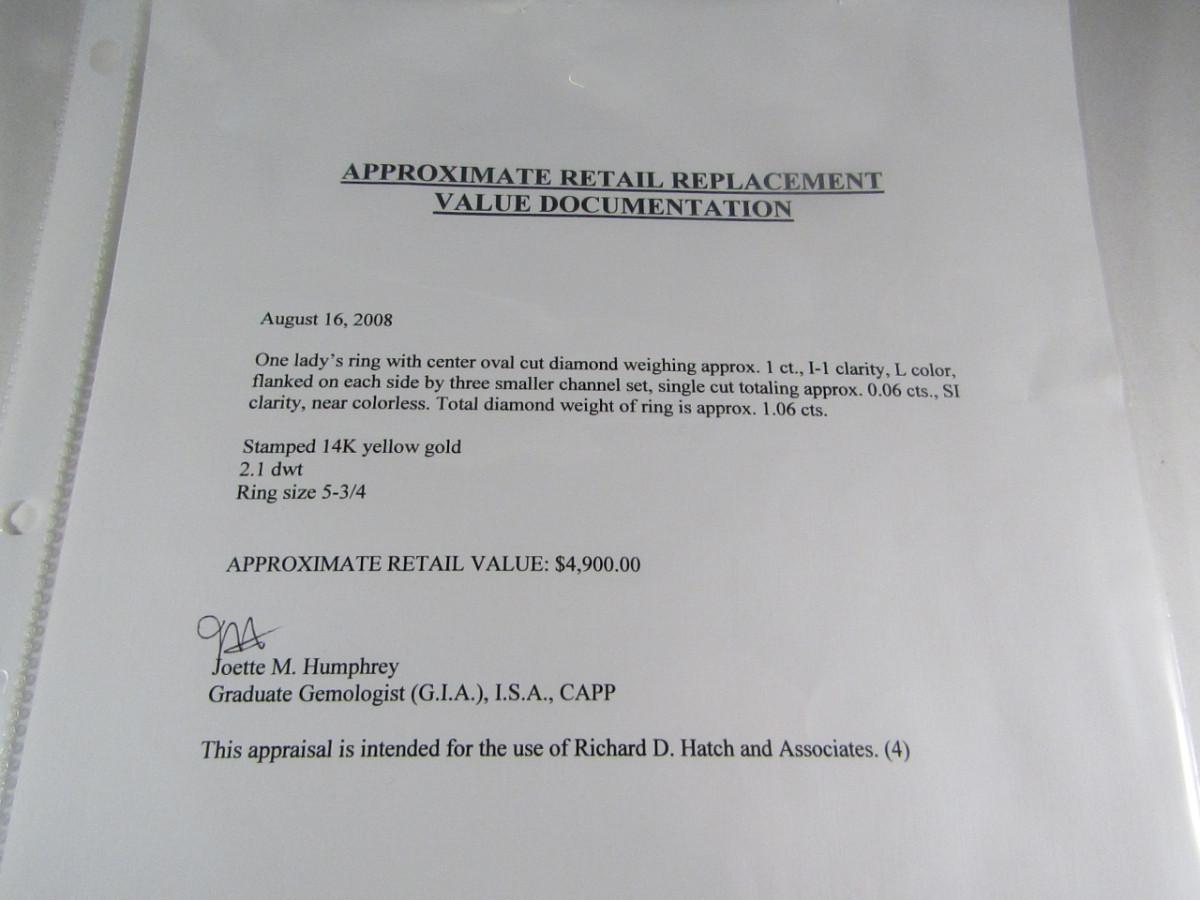 APPROXIMATE RETAIL REPLACEMENT
VALUE DOCUMENTATION
August 16, 2008
One lady's ring with center oval cut diamond weighing approx. 1 ct., I-1 clarity, L color,
flanked on each side by three smaller channel set, single cut totaling approx. 0.06 cts., SI
clarity, near colorless. Total diamond weight of ring is approx. 1.06 cts.
Stamped 14K yellow gold
2.1 dwt
Ring size 5-3/4
APPROXIMATE RETAIL VALUE: $4,900.00
Joette M. Humphrey
Graduate Gemologist (G.I.A.), I.S.A., CAPP
This appraisal is intended for the use of Richard D. Hatch and Associates. (4)